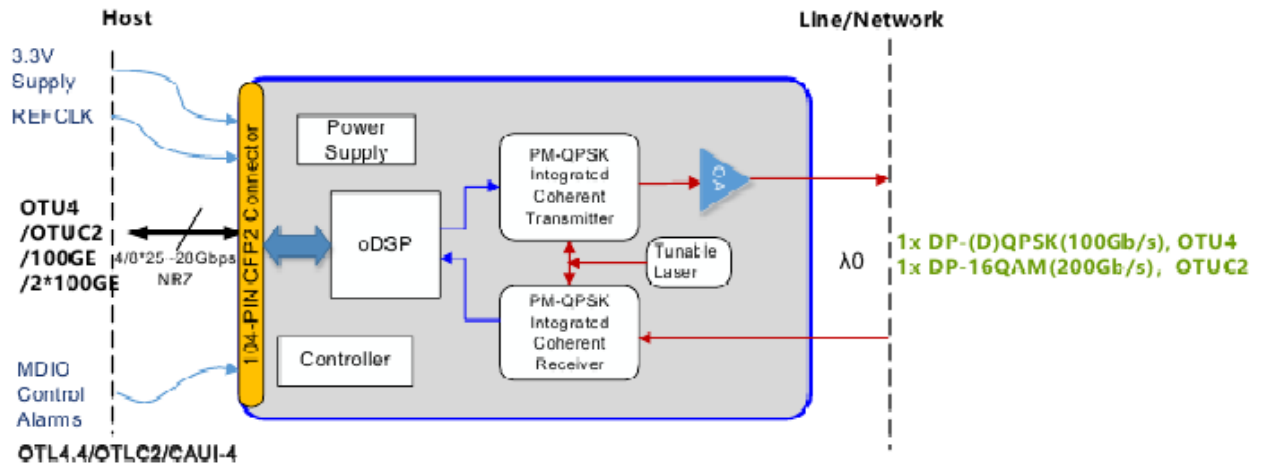 Host
Line/Network
3.3V
Supply
REFCLK
104-PIN CFP2 Connector
Power
Supply
PM-QPSK
Integrated
Coherent
Transmitter
OA
OTU4
/OTUC2
/100GE
/2*100GE
4/8*25~28Gbps
NRZ
oDSP
Tunable
Laser
λ0
1x DP-(D)QPSK(100Gb/s), OTU4
1x DP-16QAM(200Gb/s), OTUC2
PM-QPSK
Integrated
Coherent
Receiver
Controller
MDIO
Control
Alarms
OTL4.4/OTLC2/CAUI-4